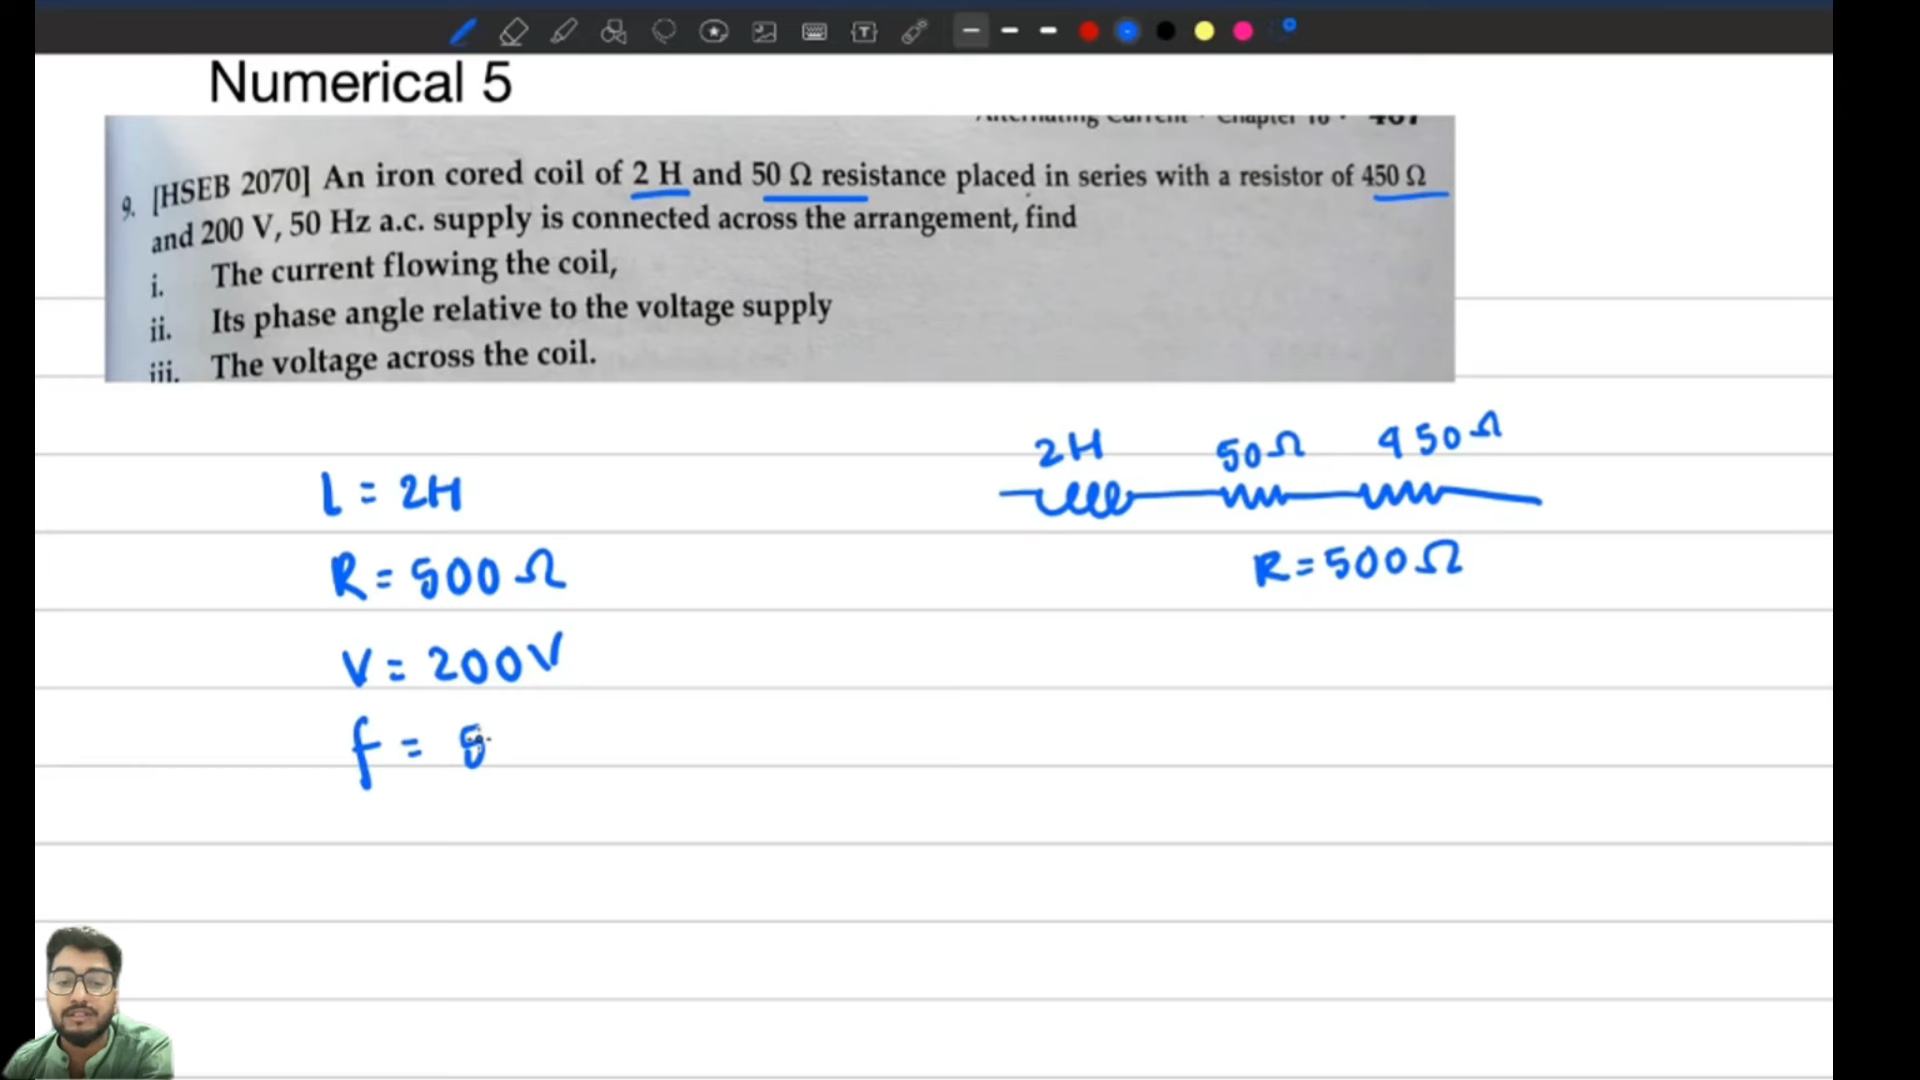 Numerical 5
9. [HSEB 2070] An iron cored coil of 2 H and 50 Ω resistance placed in series with a resistor of 450 Ω
and 200 V, 50 Hz a.c. supply is connected across the arrangement, find
i. The current flowing the coil,
ii. Its phase angle relative to the voltage supply
iii. The voltage across the coil.
2H 50Ω 450Ω
L = 2H
R = 500 Ω
R = 500 Ω
V = 200V
f = 5